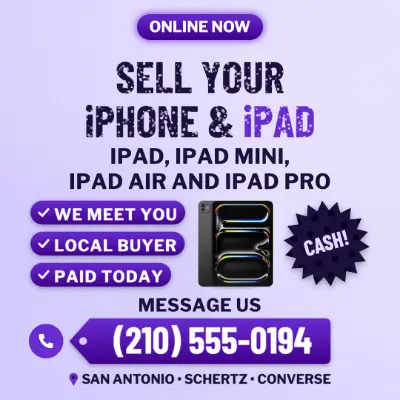 ONLINE NOW
SELL YOUR
iPHONE & iPAD
IPAD, IPAD MINI,
IPAD AIR AND IPAD PRO
WE MEET YOU
LOCAL BUYER
PAID TODAY
CASH!
MESSAGE US
(210) 555-0194
SAN ANTONIO • SCHERTZ • CONVERSE